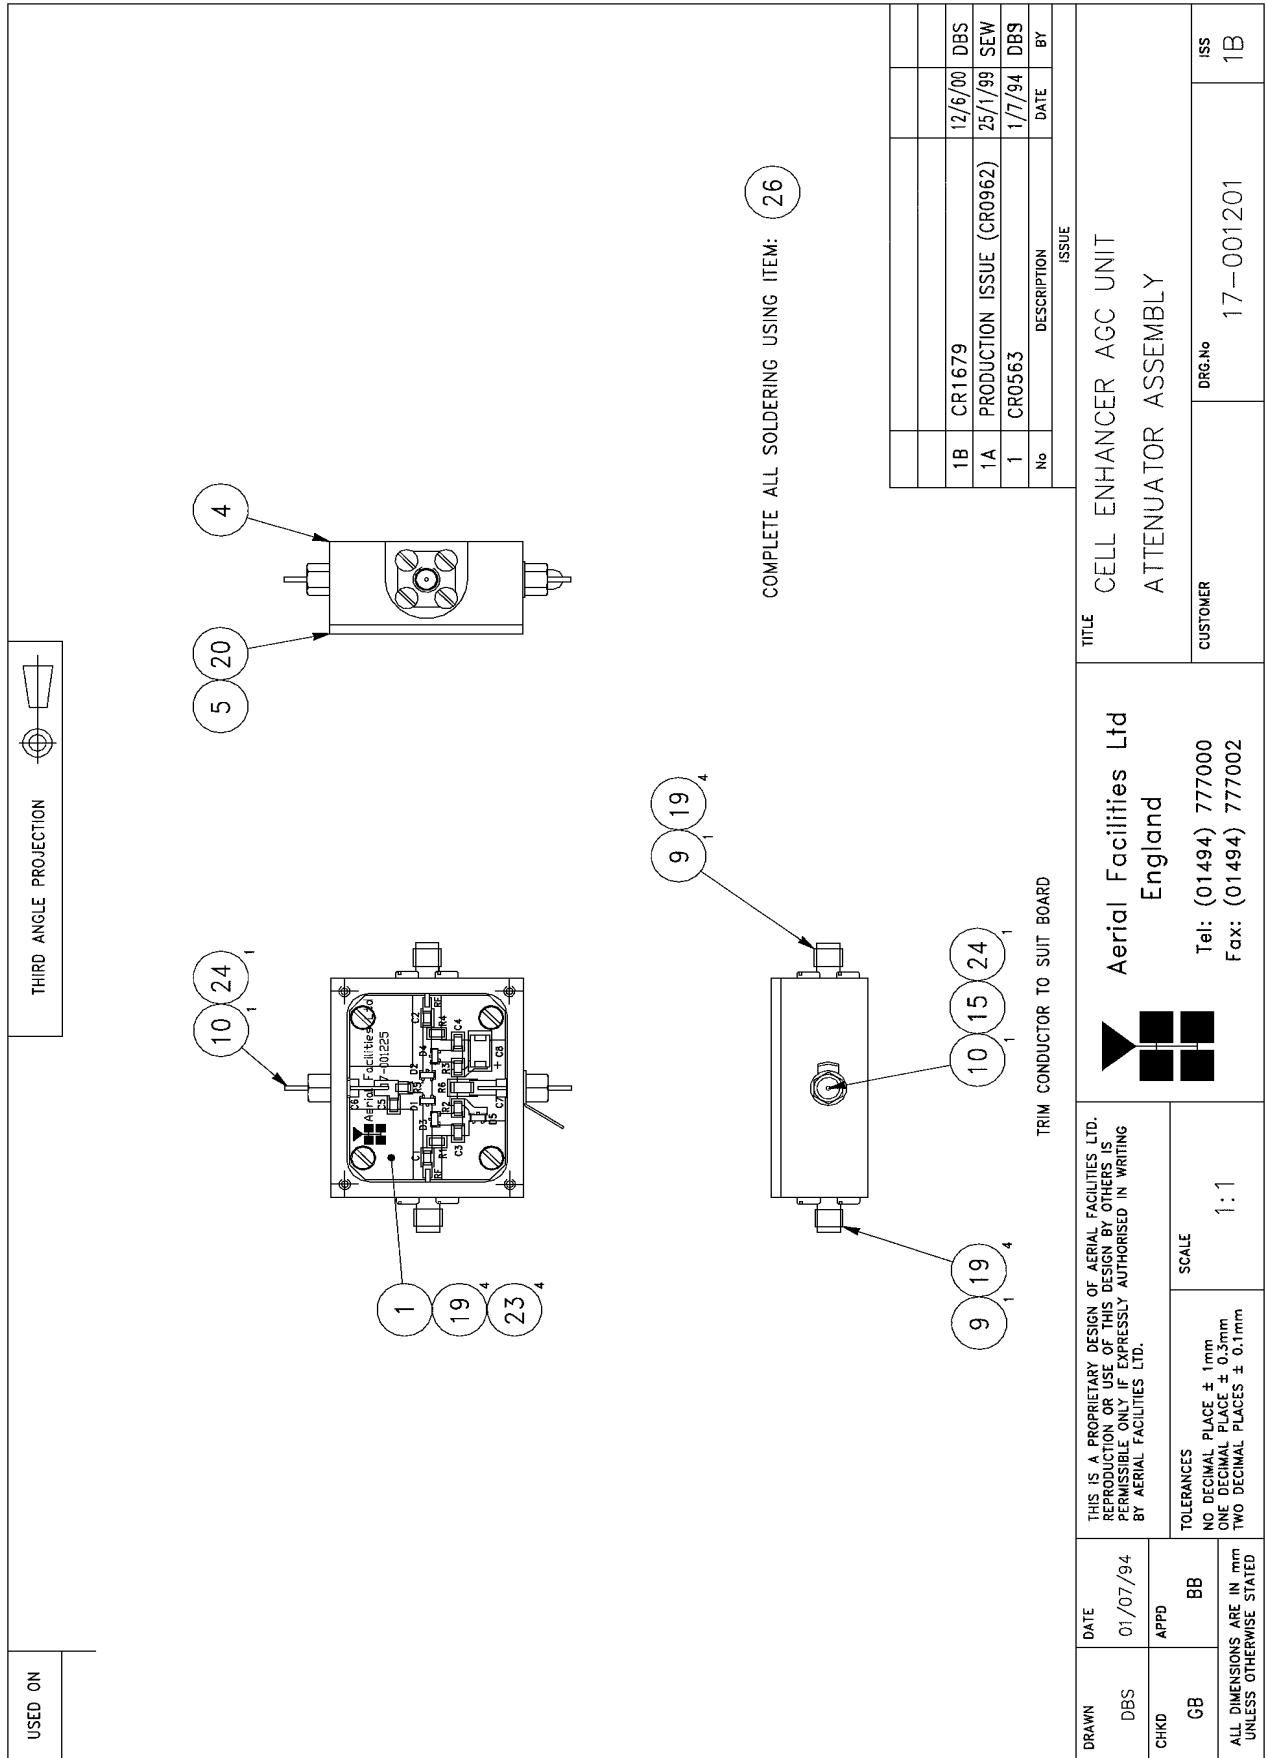 USED ON
THIRD ANGLE PROJECTION
10 24
1 1
5 20
4
1
19 4
23 4
Aerial Facilities Ltd
17-001225
C6
C5
R5
D1
D2
D3
D4
C1
C2
R1
R2
R3
R4
R6
C3
C4
C7
C8
+
D5
RF
RF
9 19
1 4
9 19
1 4
10 15 24
1 1
TRIM CONDUCTOR TO SUIT BOARD
COMPLETE ALL SOLDERING USING ITEM: 26
1B CR1679 12/6/00 DBS
1A PRODUCTION ISSUE (CR0962) 25/1/99 SEW
1 CR0563 1/7/94 DBS
No DESCRIPTION DATE BY
ISSUE
DRAWN
DBS
DATE
01/07/94
CHKD
GB
APPD
BB
ALL DIMENSIONS ARE IN mm
UNLESS OTHERWISE STATED
THIS IS A PROPRIETARY DESIGN OF AERIAL FACILITIES LTD.
REPRODUCTION OR USE OF THIS DESIGN BY OTHERS IS
PERMISSIBLE ONLY IF EXPRESSLY AUTHORISED IN WRITING
BY AERIAL FACILITIES LTD.
TOLERANCES
NO DECIMAL PLACE ± 1mm
ONE DECIMAL PLACE ± 0.3mm
TWO DECIMAL PLACES ± 0.1mm
SCALE
1:1
Aerial Facilities Ltd
England
Tel: (01494) 777000
Fax: (01494) 777002
TITLE
CELL ENHANCER AGC UNIT
ATTENUATOR ASSEMBLY
CUSTOMER
DRG.No
17-001201
ISS
1B